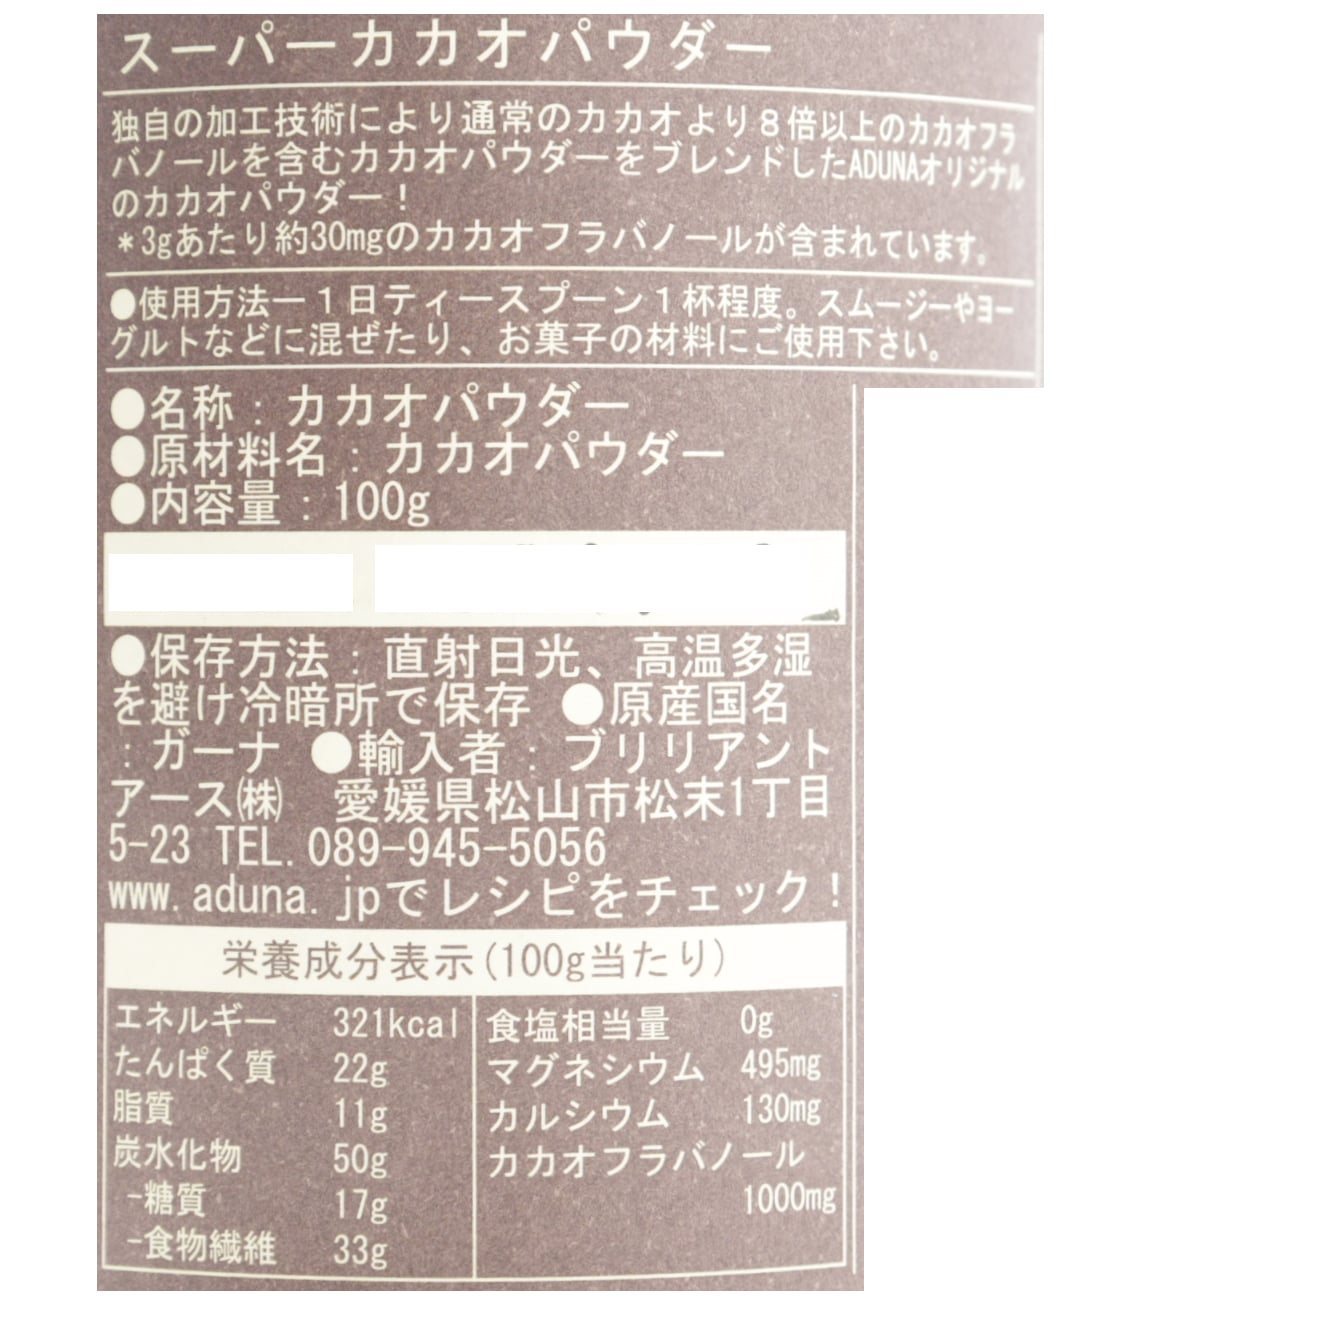 スーパーカカオパウダー
独自の加工技術により通常のカカオより8倍以上のカカオフラ
バノールを含むカカオパウダーをブレンドしたADUNAオリジナル
のカカオパウダー！
＊3gあたり約30mgのカカオフラバノールが含まれています。
●使用方法ー1日ティースプーン1杯程度。スムージーやヨー
グルトなどに混ぜたり、お菓子の材料にご使用下さい。
●名称：カカオパウダー
●原材料名：カカオパウダー
●内容量：100g
●保存方法：直射日光、高温多湿
を避け冷暗所で保存 ●原産国名
：ガーナ ●輸入者：ブリリアント
アース㈱ 愛媛県松山市松末1丁目
5-23 TEL. 089-945-5056
www.aduna.jpでレシピをチェック！
栄養成分表示(100g当たり)
エネルギー 321kcal
たんぱく質 22g
脂質 11g
炭水化物 50g
-糖質 17g
-食物繊維 33g
食塩相当量 0g
マグネシウム 495mg
カルシウム 130mg
カカオフラバノール
1000mg